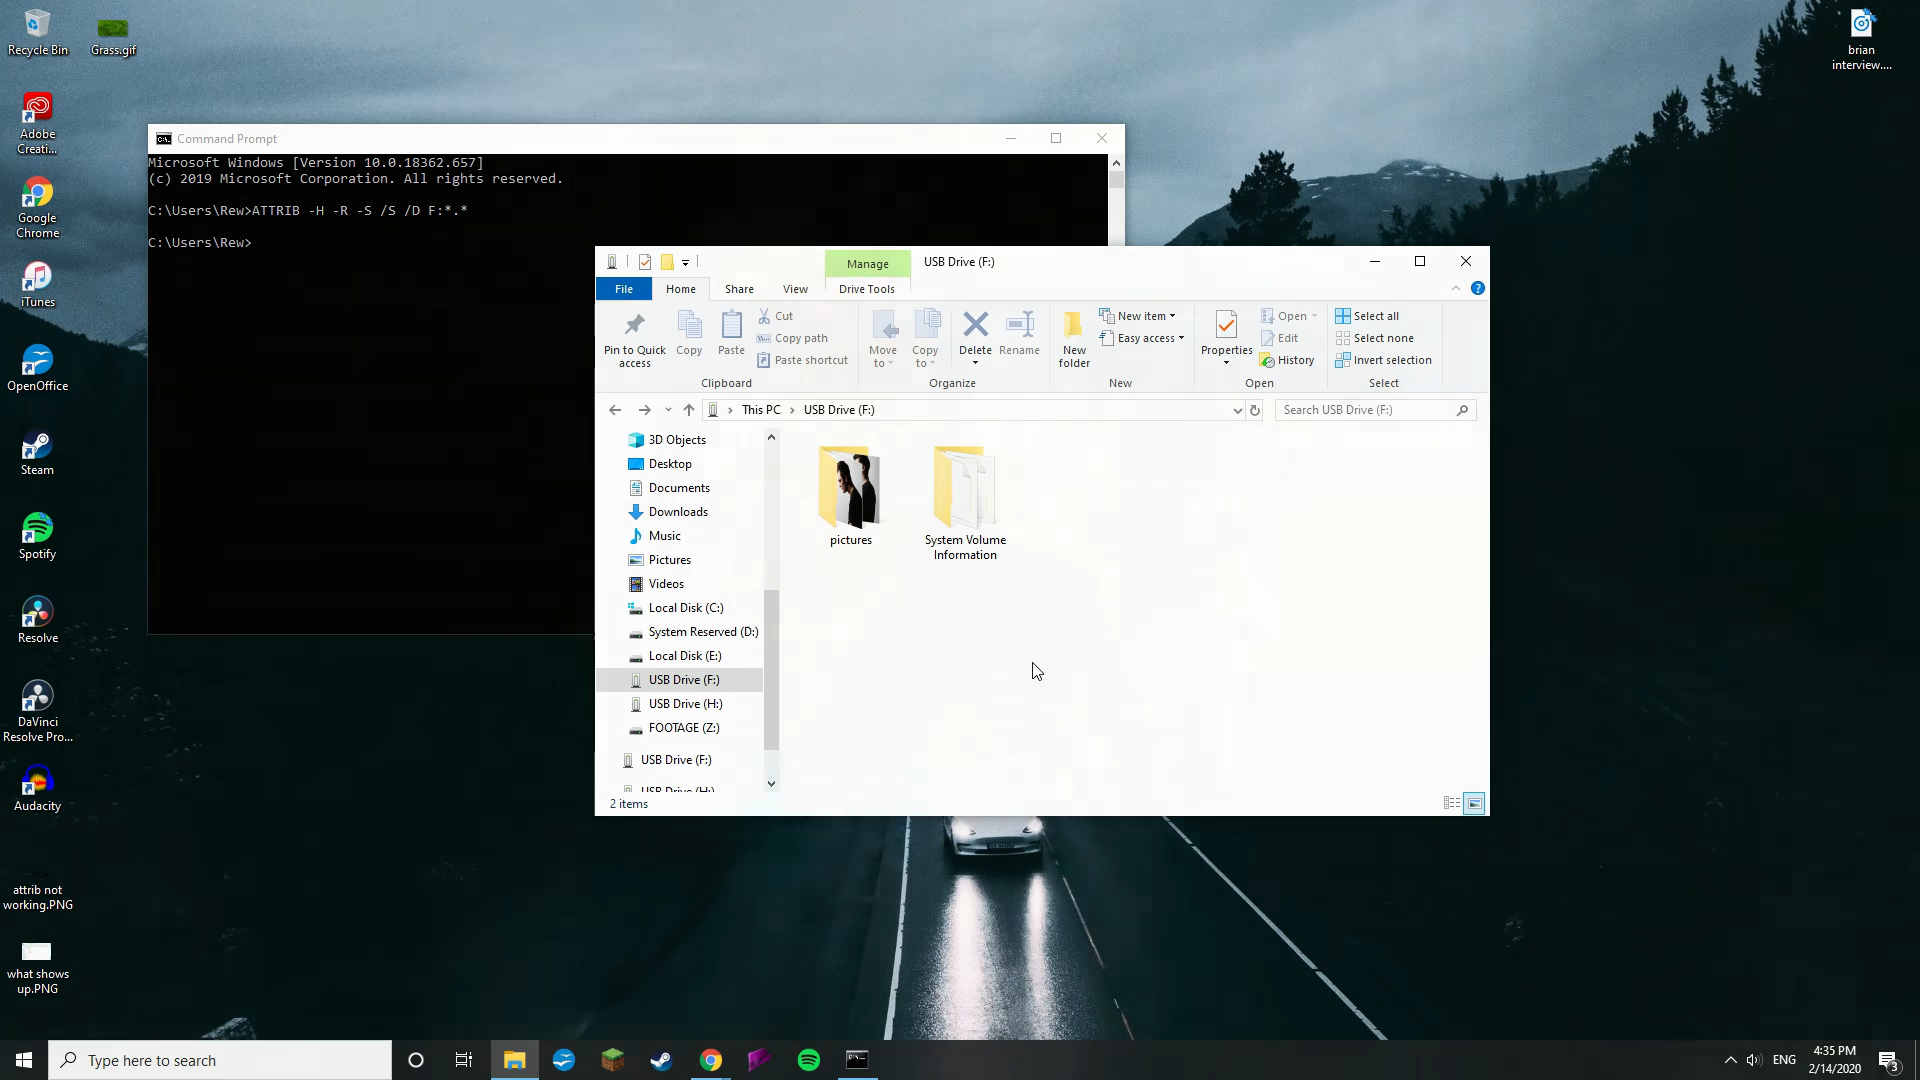 Recycle Bin
Grass.gif
Adobe
Creati...
Google
Chrome
iTunes
OpenOffice
Steam
Spotify
Resolve
DaVinci
Resolve Pro...
Audacity
attrib not
working.PNG
what shows
up.PNG
brian
interview....
Command Prompt
Microsoft Windows [Version 10.0.18362.657]
(c) 2019 Microsoft Corporation. All rights reserved.
C:\Users\Rew>ATTRIB -H -R -S /S /D F:*.*
C:\Users\Rew>
Manage
USB Drive (F:)
File
Home
Share
View
Drive Tools
Pin to Quick
access
Copy
Paste
Cut
Copy path
Paste shortcut
Clipboard
Move
to
Copy
to
Delete
Rename
Organize
New
folder
New item
Easy access
New
Properties
Open
Edit
History
Open
Select all
Select none
Invert selection
Select
This PC > USB Drive (F:)
Search USB Drive (F:)
3D Objects
Desktop
Documents
Downloads
Music
Pictures
Videos
Local Disk (C:)
System Reserved (D:)
Local Disk (E:)
USB Drive (F:)
USB Drive (H:)
FOOTAGE (Z:)
USB Drive (F:)
USB Drive (H:)
pictures
System Volume
Information
2 items
Type here to search
ENG
4:35 PM
2/14/2020
3